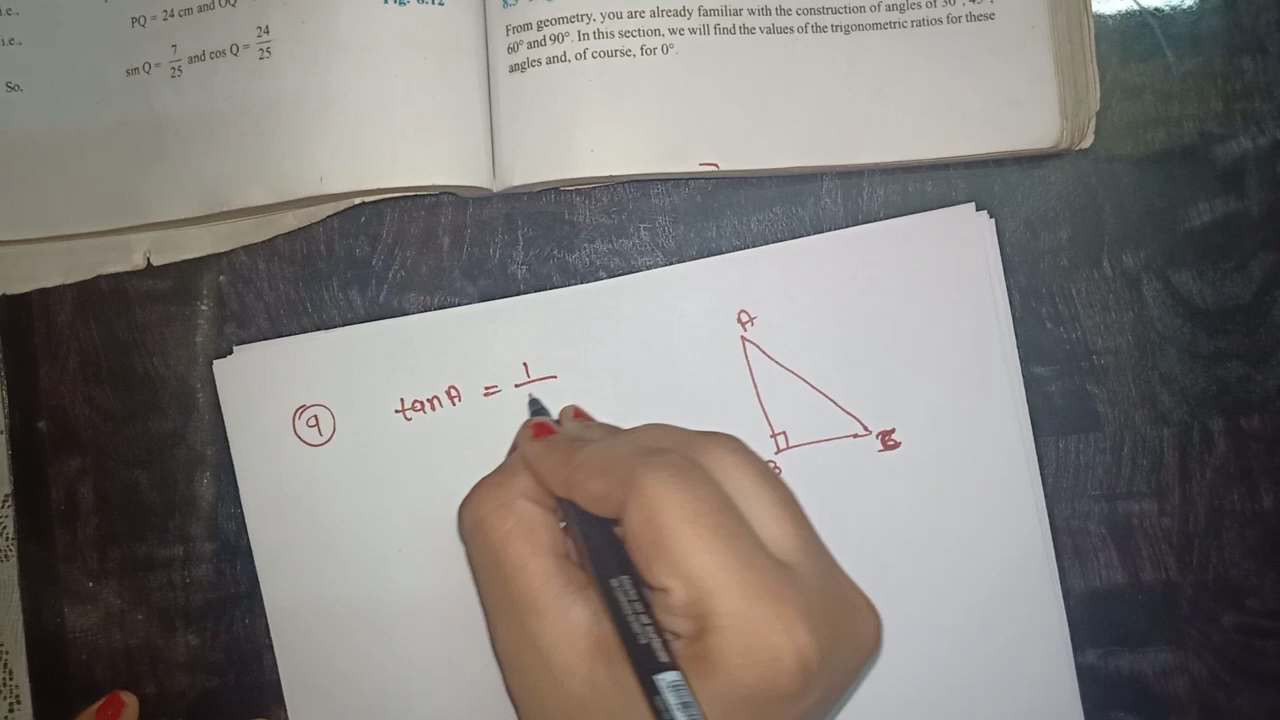 i.e.,
PQ = 24 cm and
i.e.,
sin Q = 7/25 and cos Q = 24/25
So,
From geometry, you are already familiar with the construction of angles of 30°, 45°,
60° and 90°. In this section, we will find the values of the trigonometric ratios for these
angles and, of course, for 0°.
9 tan A = 1
A
B